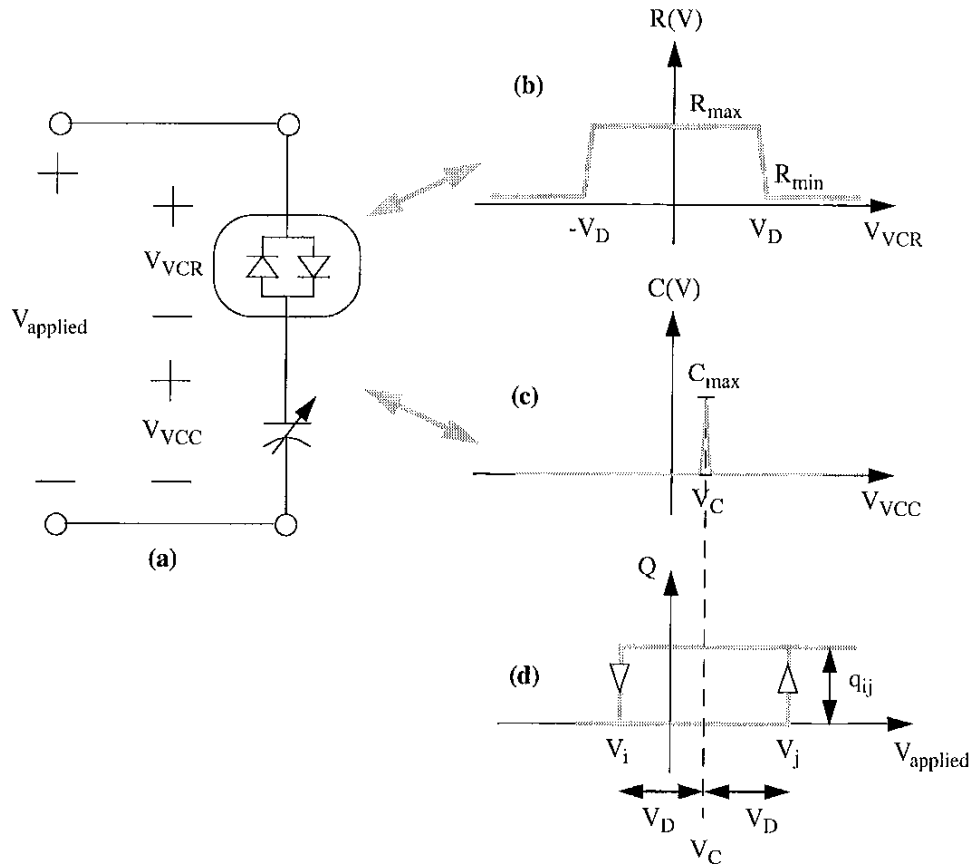 R(V)
(b)
R_max
R_min
-V_D
V_D
V_VCR
+
+
V_VCR
V_applied
−
+
V_VCC
−
−
(a)
C(V)
(c)
C_max
V_C
V_VCC
Q
(d)
q_ij
V_i
V_j
V_applied
V_D
V_D
V_C